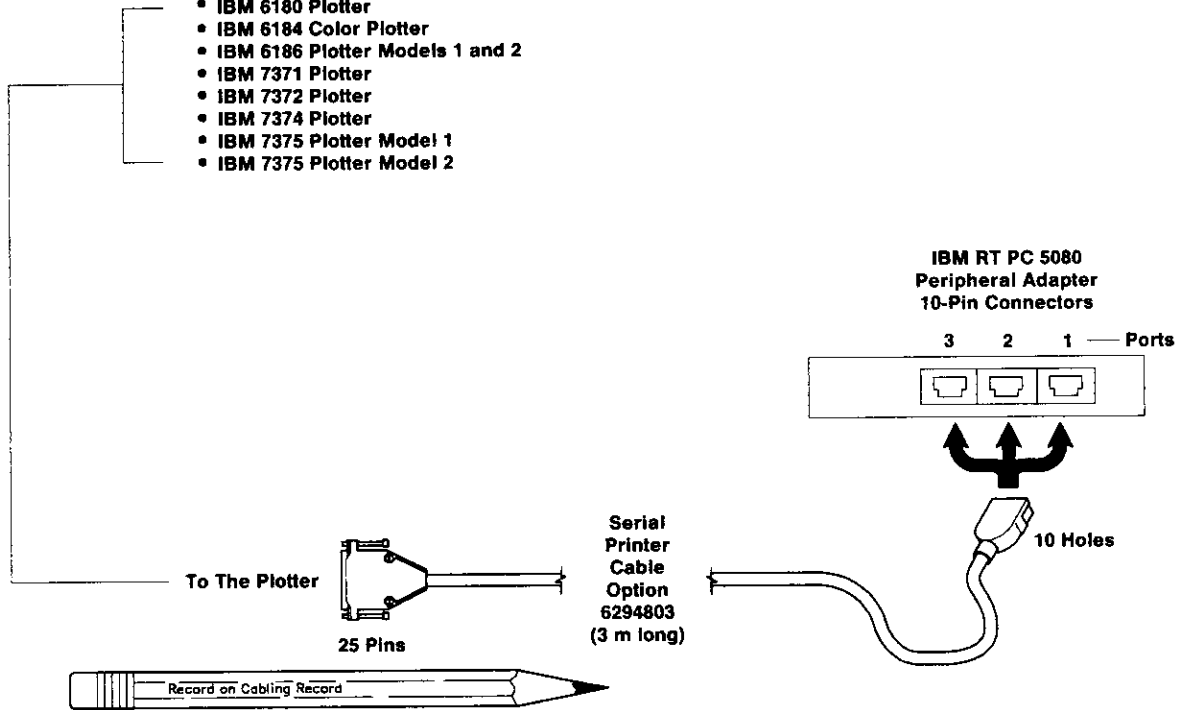 • IBM 6180 Plotter
• IBM 6184 Color Plotter
• IBM 6186 Plotter Models 1 and 2
• IBM 7371 Plotter
• IBM 7372 Plotter
• IBM 7374 Plotter
• IBM 7375 Plotter Model 1
• IBM 7375 Plotter Model 2
IBM RT PC 5080
Peripheral Adapter
10-Pin Connectors
3 2 1 — Ports
10 Holes
Serial
Printer
Cable
Option
6294803
(3 m long)
To The Plotter
25 Pins
Record on Cabling Record